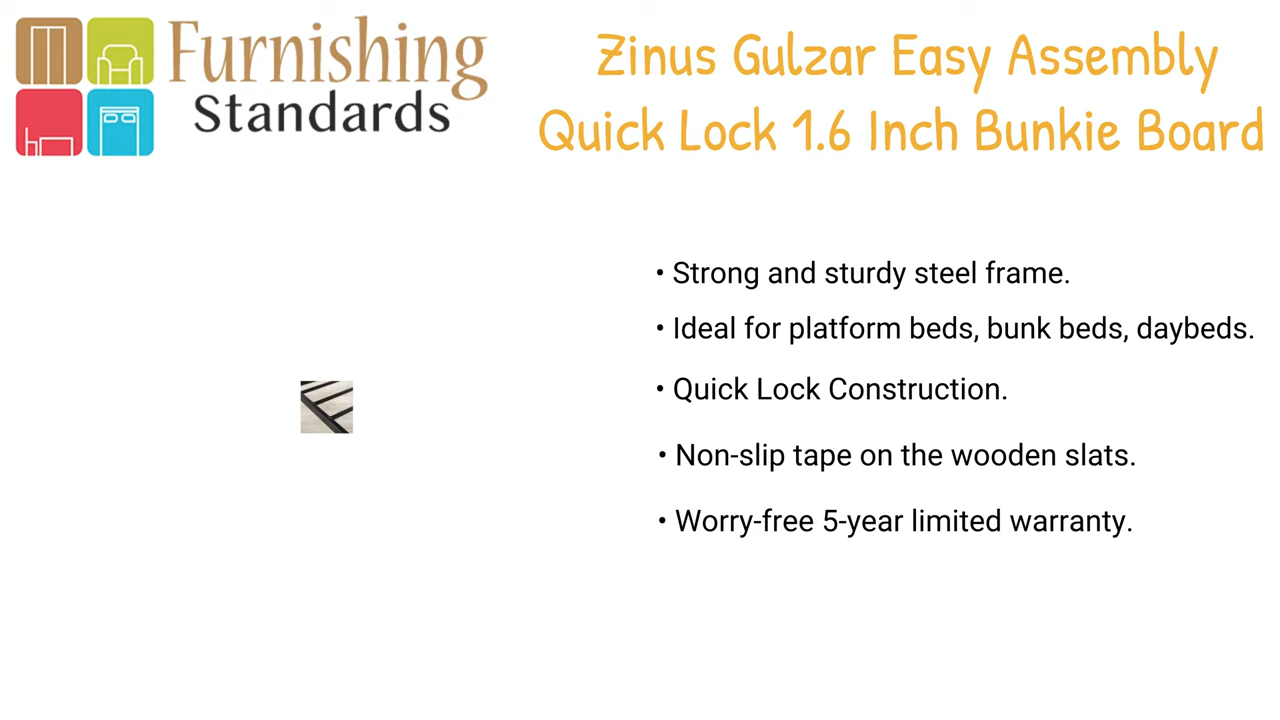 Furnishing
Standards
Zinus Gulzar Easy Assembly
Quick Lock 1.6 Inch Bunkie Board
• Strong and sturdy steel frame.
• Ideal for platform beds, bunk beds, daybeds.
• Quick Lock Construction.
• Non-slip tape on the wooden slats.
• Worry-free 5-year limited warranty.